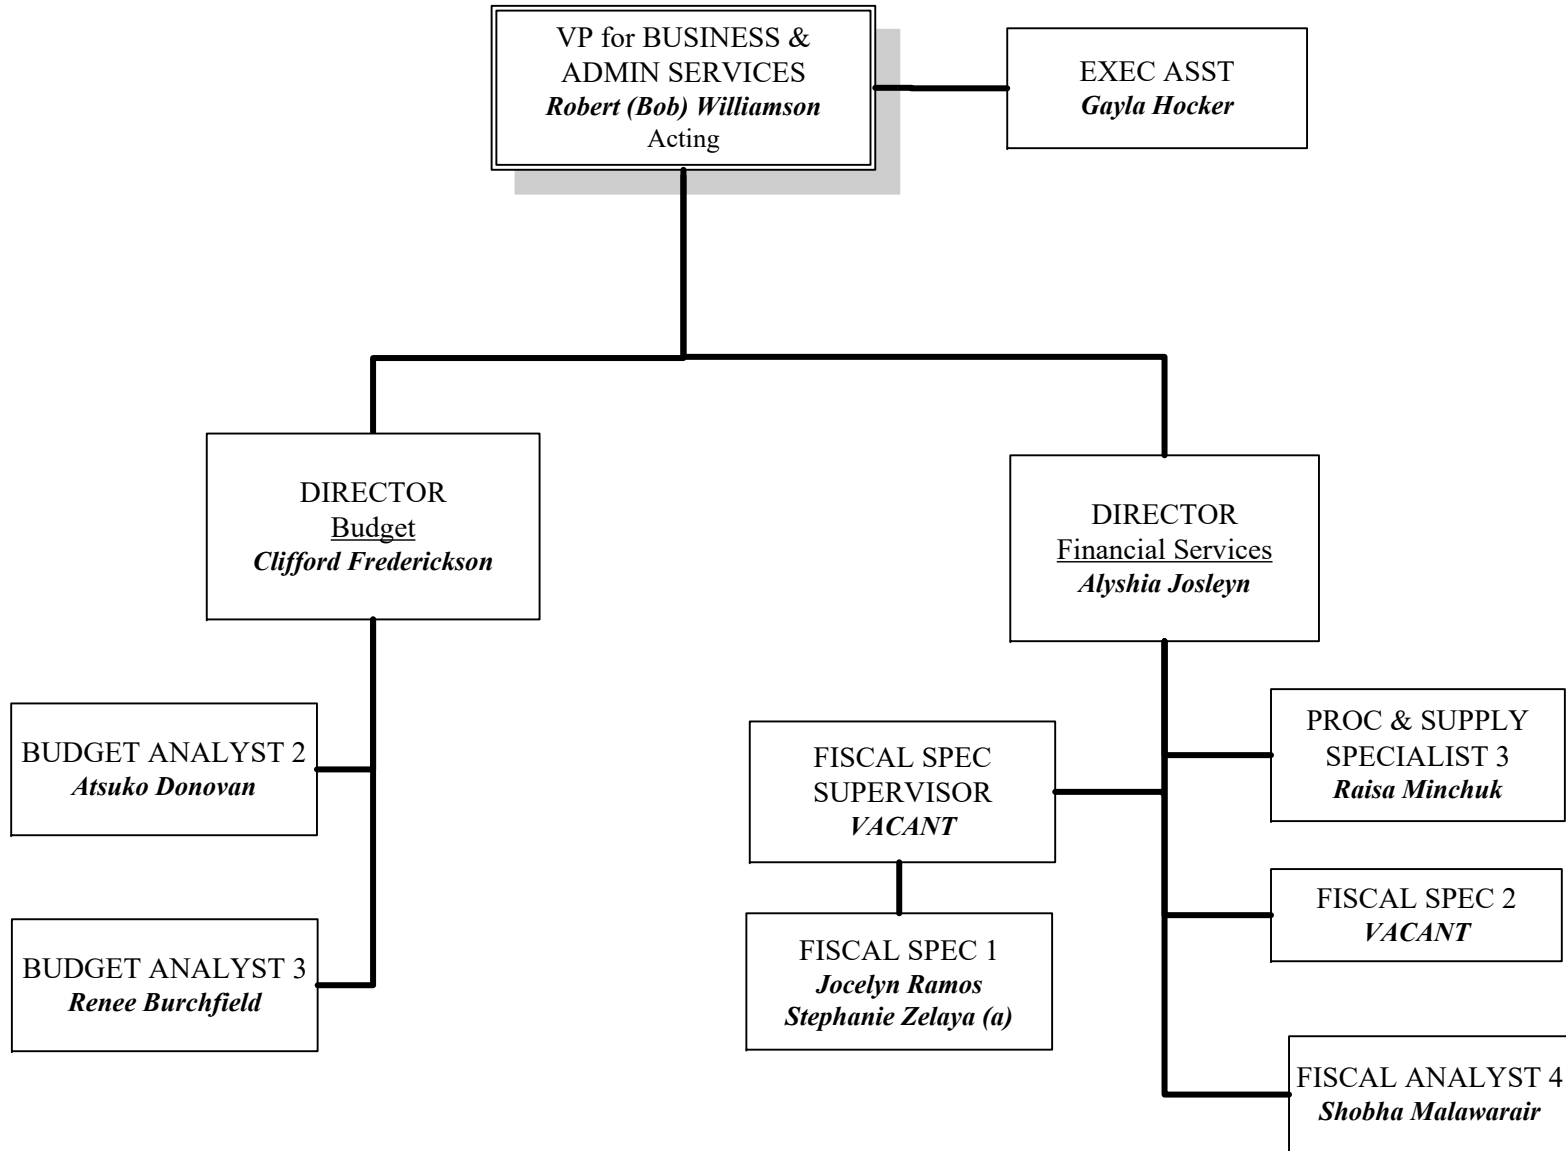 VP for BUSINESS &
ADMIN SERVICES
Robert (Bob) Williamson
Acting
EXEC ASST
Gayla Hocker
DIRECTOR
Budget
Clifford Frederickson
DIRECTOR
Financial Services
Alyshia Josleyn
BUDGET ANALYST 2
Atsuko Donovan
BUDGET ANALYST 3
Renee Burchfield
FISCAL SPEC
SUPERVISOR
VACANT
FISCAL SPEC 1
Jocelyn Ramos
Stephanie Zelaya (a)
PROC & SUPPLY
SPECIALIST 3
Raisa Minchuk
FISCAL SPEC 2
VACANT
FISCAL ANALYST 4
Shobha Malawarair